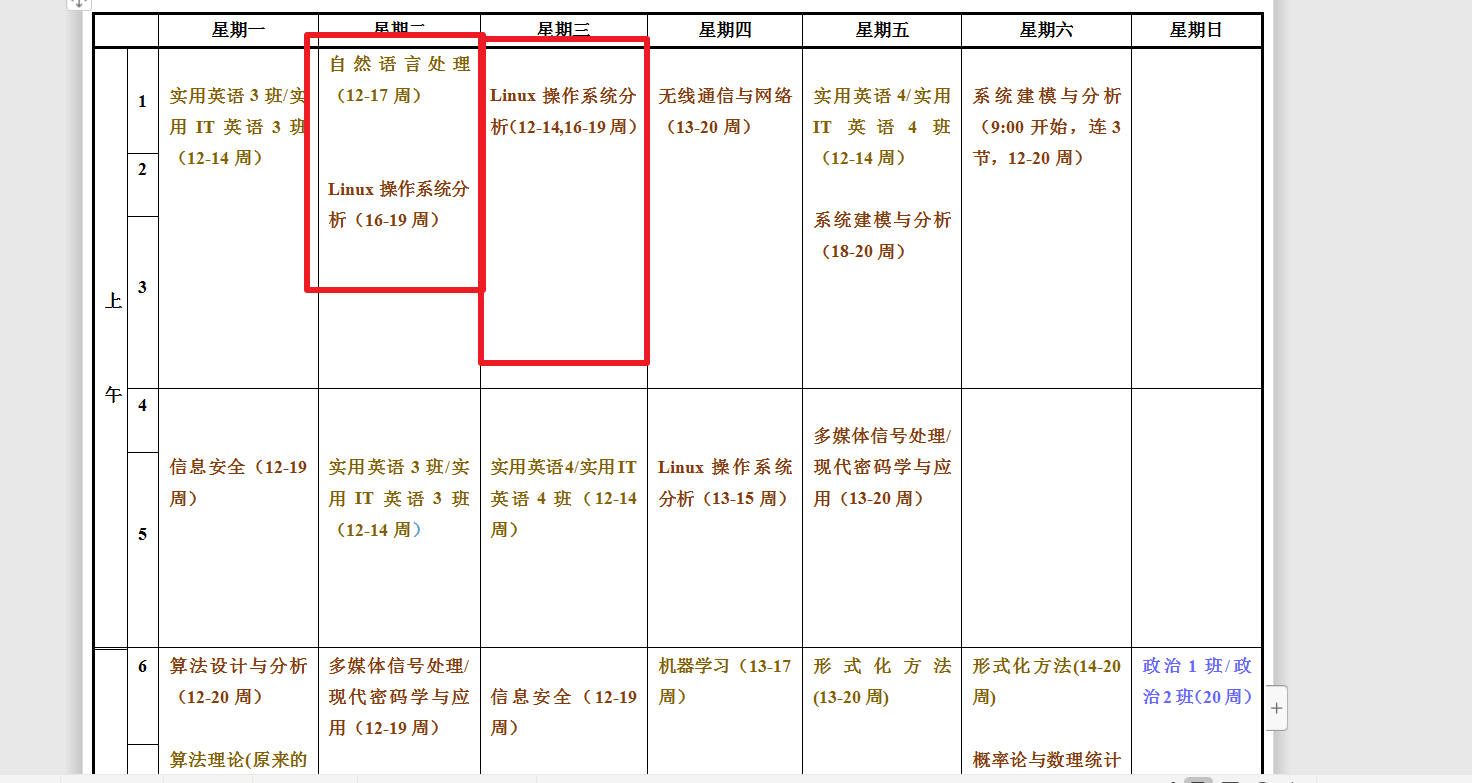 星期一
星期二
星期三
星期四
星期五
星期六
星期日
上
午
1
2
3
实用英语 3 班/实
用 IT 英语 3 班
（12-14 周）
自然语言处理
（12-17 周）
Linux 操作系统分
析（16-19 周）
Linux 操作系统分
析（12-14,16-19 周）
无线通信与网络
（13-20 周）
实用英语 4/实用
IT 英语 4 班
（12-14 周）
系统建模与分析
（18-20 周）
系统建模与分析
（9:00 开始，连 3
节，12-20 周）
4
5
信息安全（12-19
周）
实用英语 3 班/实
用 IT 英语 3 班
（12-14 周）
实用英语4/实用IT
英语 4 班（12-14
周）
Linux 操作系统
分析（13-15 周）
多媒体信号处理/
现代密码学与应
用（13-20 周）
6
算法设计与分析
（12-20 周）
算法理论(原来的
多媒体信号处理/
现代密码学与应
用（12-19 周）
信息安全（12-19
周）
机器学习（13-17
周）
形式化方法
(13-20 周)
形式化方法(14-20
周)
概率论与数理统计
政治 1 班/政
治 2 班（20 周）